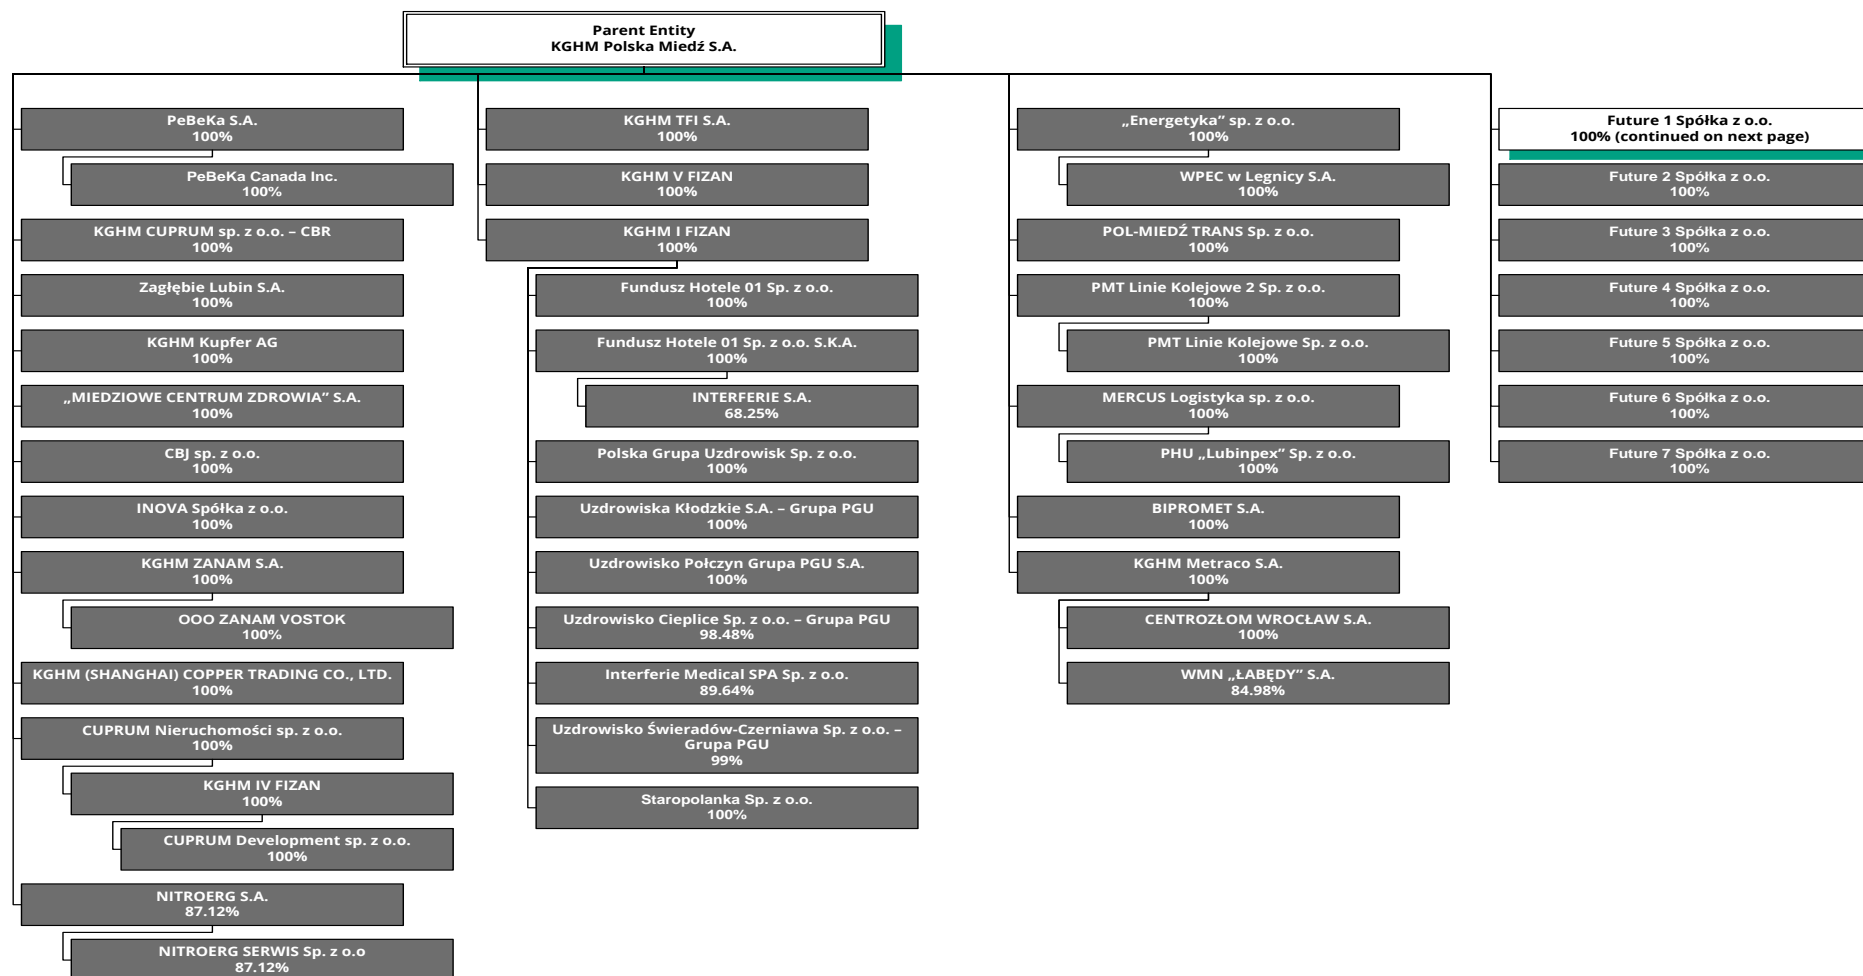 Parent Entity
KGHM Polska Miedź S.A.
PeBeKa S.A.
100%
PeBeKa Canada Inc.
100%
KGHM CUPRUM sp. z o.o. – CBR
100%
Zagłębie Lubin S.A.
100%
KGHM Kupfer AG
100%
„MIEDZIOWE CENTRUM ZDROWIA” S.A.
100%
CBJ sp. z o.o.
100%
INOVA Spółka z o.o.
100%
KGHM ZANAM S.A.
100%
OOO ZANAM VOSTOK
100%
KGHM (SHANGHAI) COPPER TRADING CO., LTD.
100%
CUPRUM Nieruchomości sp. z o.o.
100%
KGHM IV FIZAN
100%
CUPRUM Development sp. z o.o.
100%
NITROERG S.A.
87.12%
NITROERG SERWIS Sp. z o.o
87.12%
KGHM TFI S.A.
100%
KGHM V FIZAN
100%
KGHM I FIZAN
100%
Fundusz Hotele 01 Sp. z o.o.
100%
Fundusz Hotele 01 Sp. z o.o. S.K.A.
100%
INTERFERIE S.A.
68.25%
Polska Grupa Uzdrowisk Sp. z o.o.
100%
Uzdrowiska Kłodzkie S.A. – Grupa PGU
100%
Uzdrowisko Połczyn Grupa PGU S.A.
100%
Uzdrowisko Cieplice Sp. z o.o. – Grupa PGU
98.48%
Interferie Medical SPA Sp. z o.o.
89.64%
Uzdrowisko Świeradów-Czerniawa Sp. z o.o. –
Grupa PGU
99%
Staropolanka Sp. z o.o.
100%
„Energetyka” sp. z o.o.
100%
WPEC w Legnicy S.A.
100%
POL-MIEDŹ TRANS Sp. z o.o.
100%
PMT Linie Kolejowe 2 Sp. z o.o.
100%
PMT Linie Kolejowe Sp. z o.o.
100%
MERCUS Logistyka sp. z o.o.
100%
PHU „Lubinpex” Sp. z o.o.
100%
BIPROMET S.A.
100%
KGHM Metraco S.A.
100%
CENTROZŁOM WROCŁAW S.A.
100%
WMN „ŁABĘDY” S.A.
84.98%
Future 1 Spółka z o.o.
100% (continued on next page)
Future 2 Spółka z o.o.
100%
Future 3 Spółka z o.o.
100%
Future 4 Spółka z o.o.
100%
Future 5 Spółka z o.o.
100%
Future 6 Spółka z o.o.
100%
Future 7 Spółka z o.o.
100%